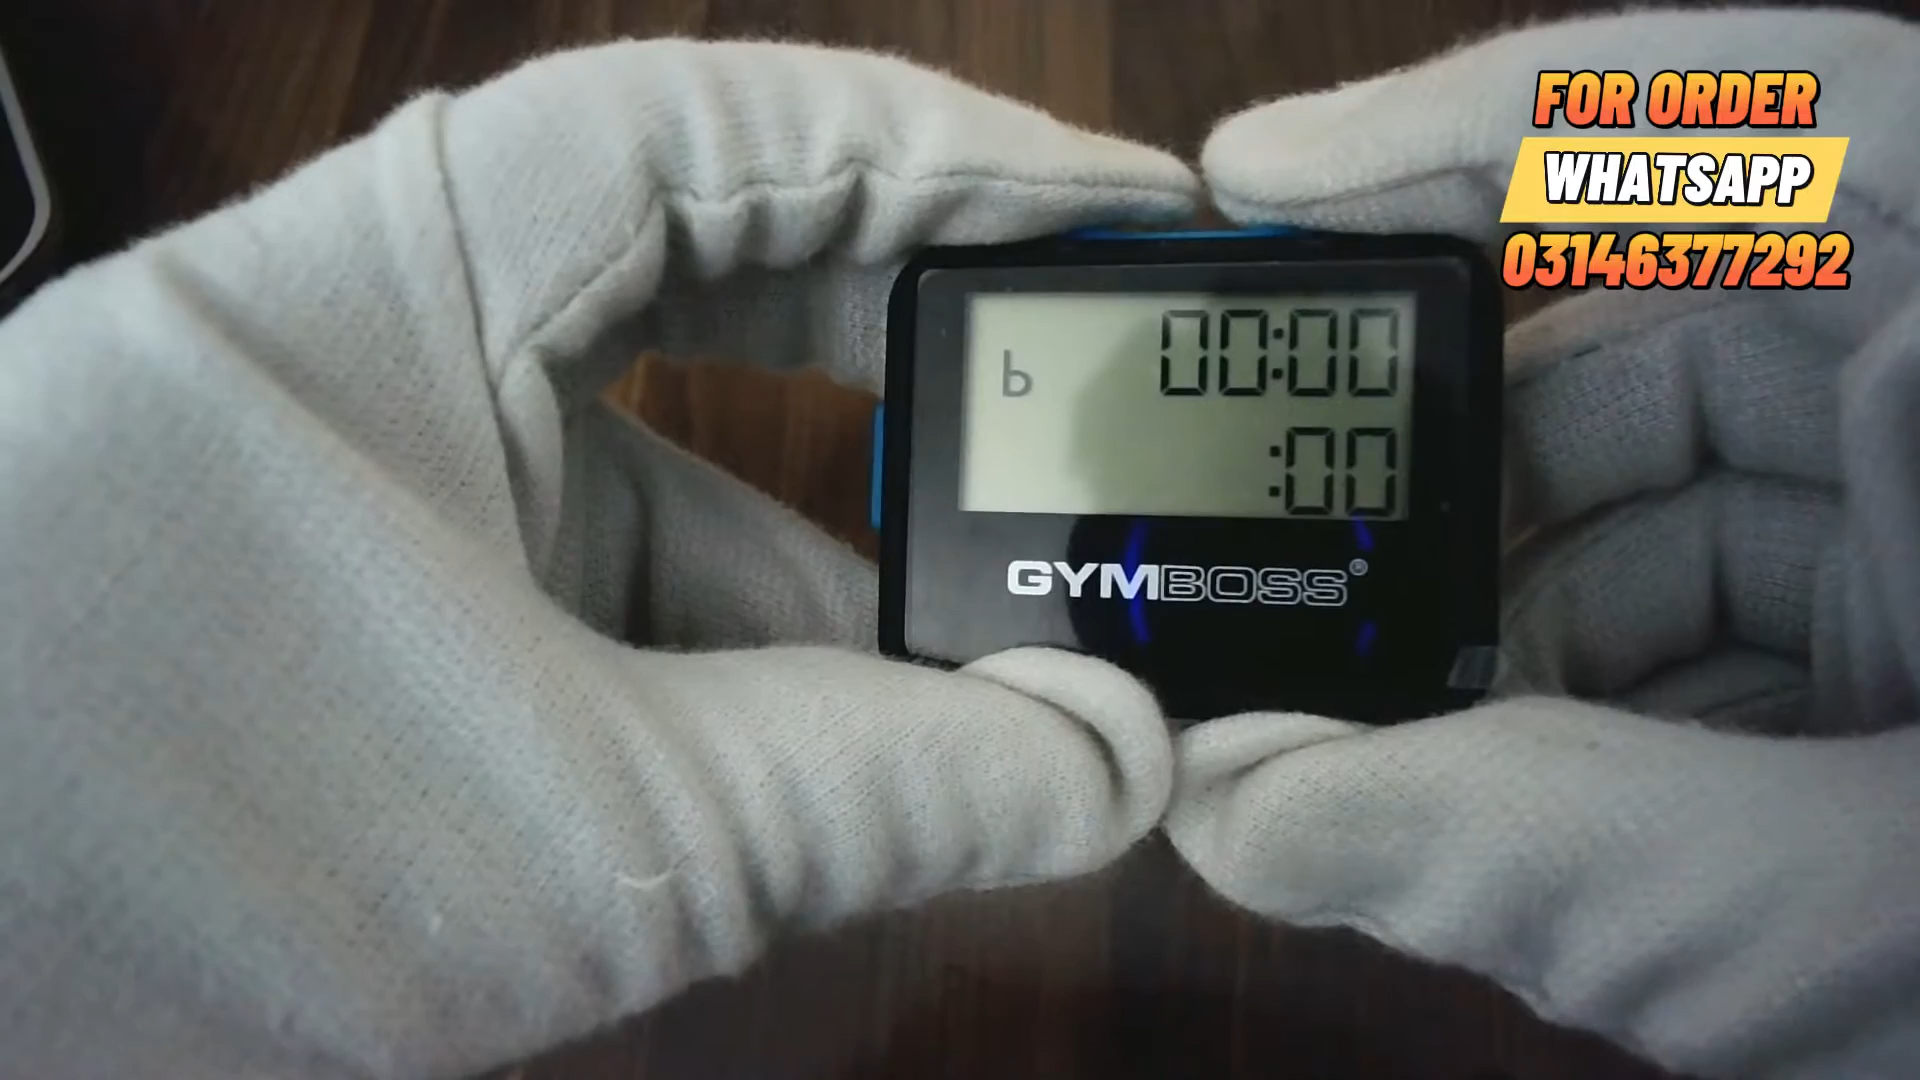 FOR ORDER
WHATSAPP
03146377292
00:00
b
:00
GYMBOSS®